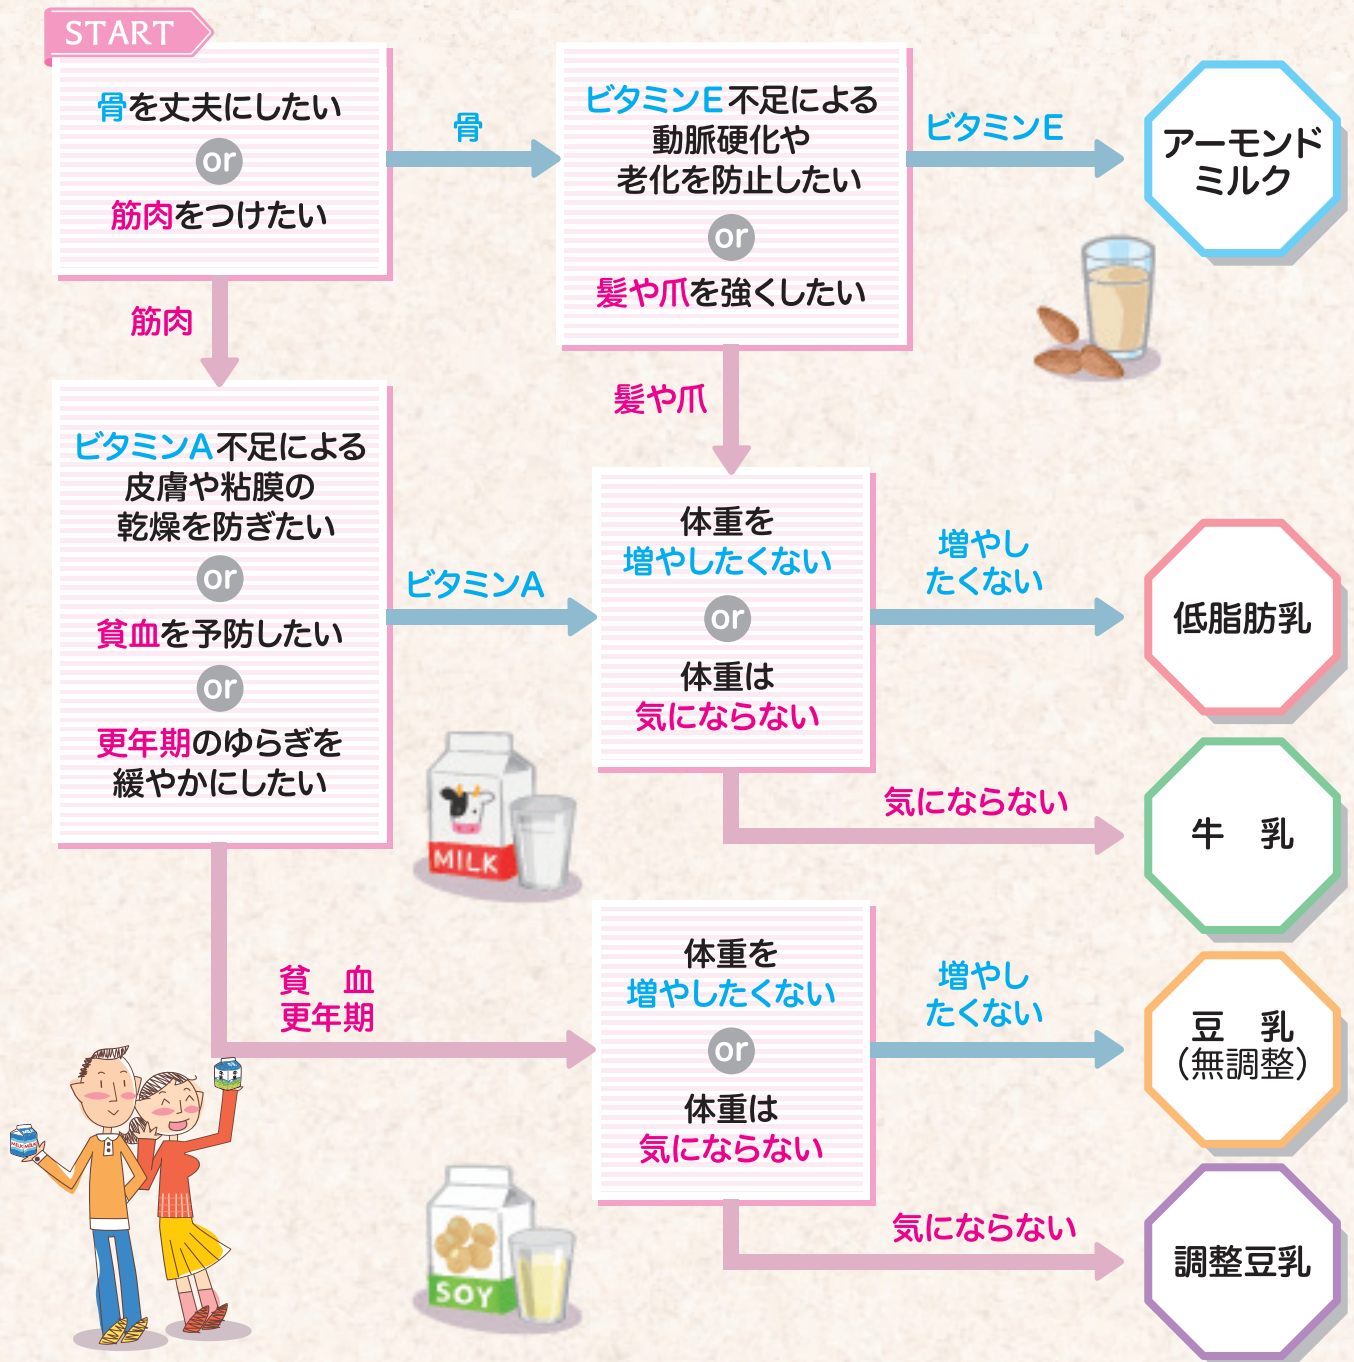 START
骨を丈夫にしたい
or
筋肉をつけたい
骨
ビタミンE不足による
動脈硬化や
老化を防止したい
or
髪や爪を強くしたい
ビタミンE
アーモンド
ミルク
筋肉
髪や爪
ビタミンA不足による
皮膚や粘膜の
乾燥を防ぎたい
or
貧血を予防したい
or
更年期のゆらぎを
緩やかにしたい
ビタミンA
体重を
増やしたくない
or
体重は
気にならない
増やし
たくない
低脂肪乳
気にならない
牛　乳
MILK
貧　血
更年期
体重を
増やしたくない
or
体重は
気にならない
増やし
たくない
豆　乳
(無調整)
気にならない
調整豆乳
SOY